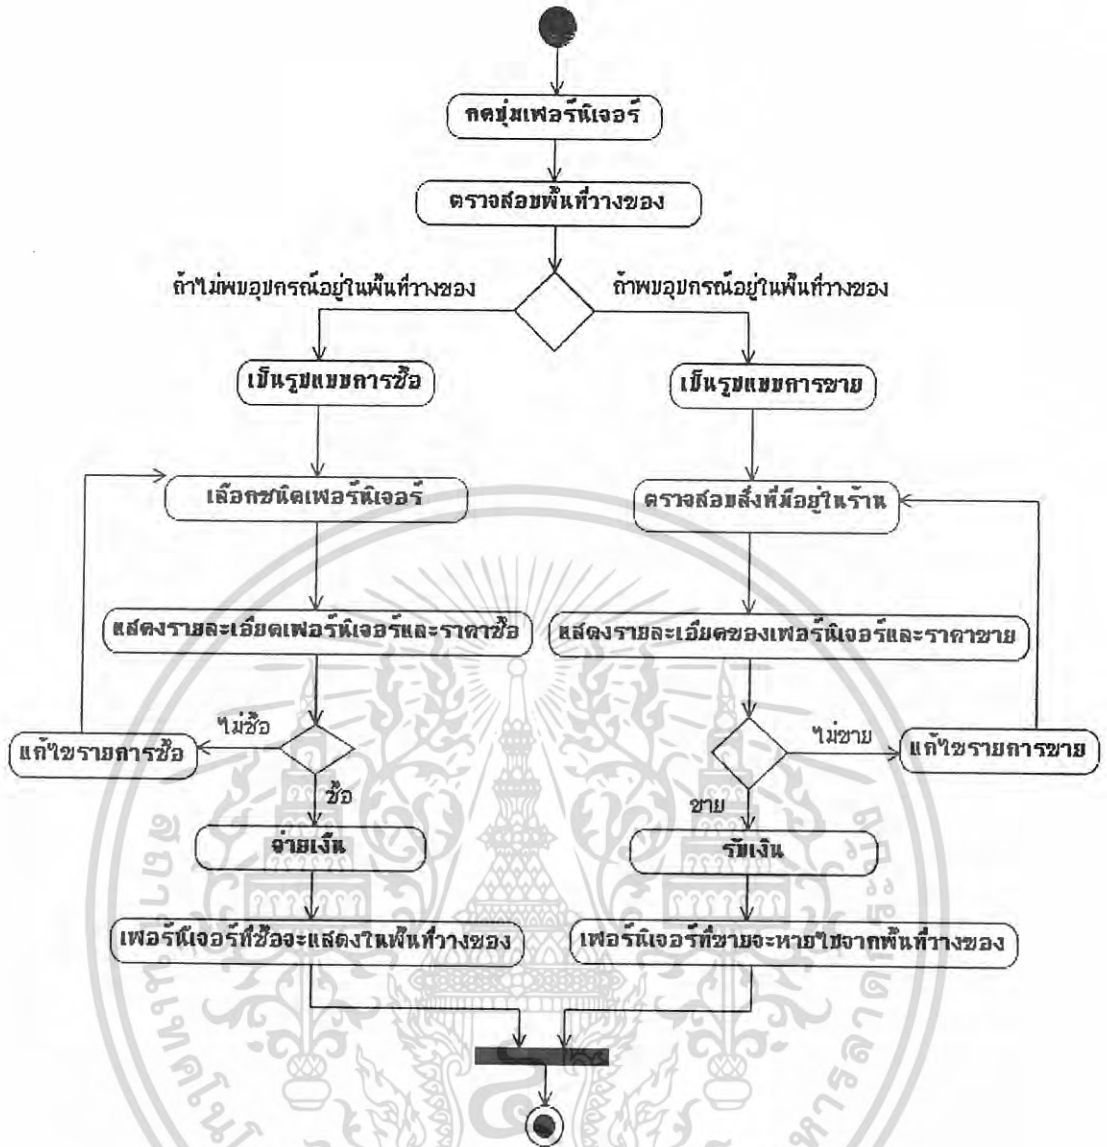 กดปุ่มเฟอร์นิเจอร์
ตรวจสอบพื้นที่วางของ
ถ้าไม่พบอุปกรณ์อยู่ในพื้นที่วางของ
ถ้าพบอุปกรณ์อยู่ในพื้นที่วางของ
เป็นรูปแบบการซื้อ
เป็นรูปแบบการขาย
เลือกชนิดเฟอร์นิเจอร์
ตรวจสอบสิ่งที่มีอยู่ในร้าน
แสดงรายละเอียดเฟอร์นิเจอร์และราคาซื้อ
แสดงรายละเอียดของเฟอร์นิเจอร์และราคาขาย
ไม่ซื้อ
ไม่ขาย
แก้ไขรายการซื้อ
แก้ไขรายการขาย
ซื้อ
ขาย
จ่ายเงิน
รับเงิน
เฟอร์นิเจอร์ที่ซื้อจะแสดงในพื้นที่วางของ
เฟอร์นิเจอร์ที่ขายจะหายไปจากพื้นที่วางของ